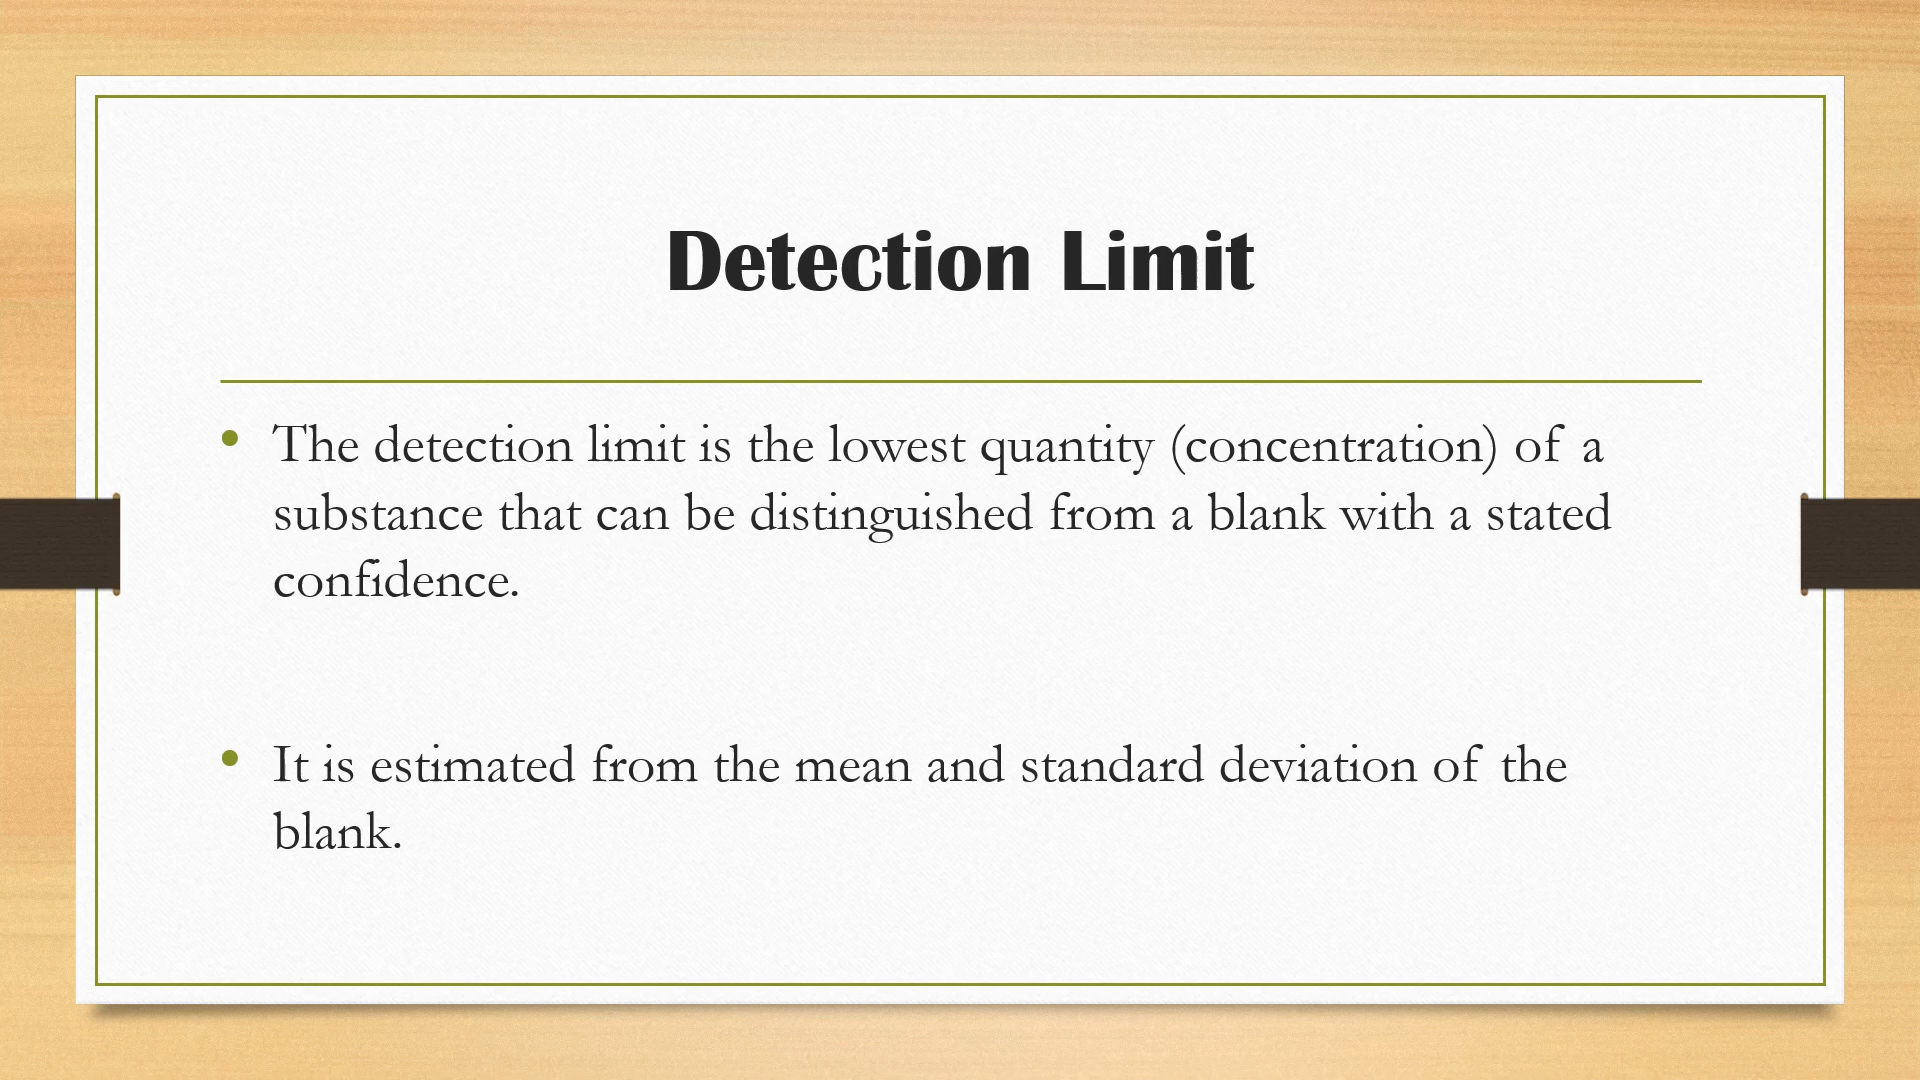 Detection Limit
• The detection limit is the lowest quantity (concentration) of a
substance that can be distinguished from a blank with a stated
confidence.
• It is estimated from the mean and standard deviation of the
blank.